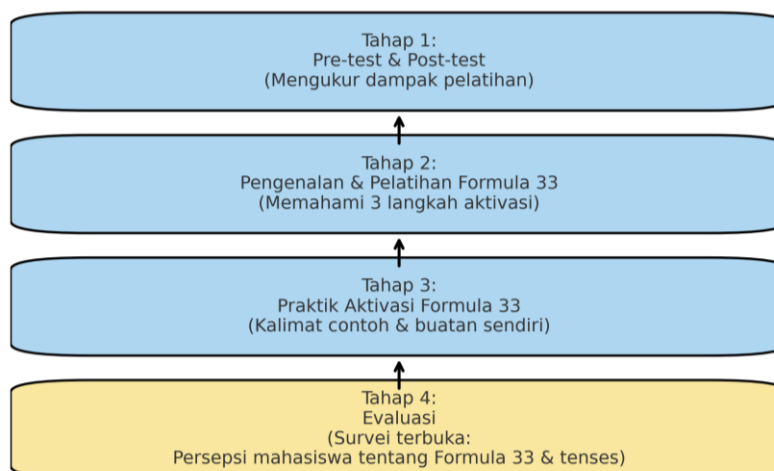 Tahap 1:
Pre-test & Post-test
(Mengukur dampak pelatihan)
Tahap 2:
Pengenalan & Pelatihan Formula 33
(Memahami 3 langkah aktivasi)
Tahap 3:
Praktik Aktivasi Formula 33
(Kalimat contoh & buatan sendiri)
Tahap 4:
Evaluasi
(Survei terbuka:
Persepsi mahasiswa tentang Formula 33 & tenses)